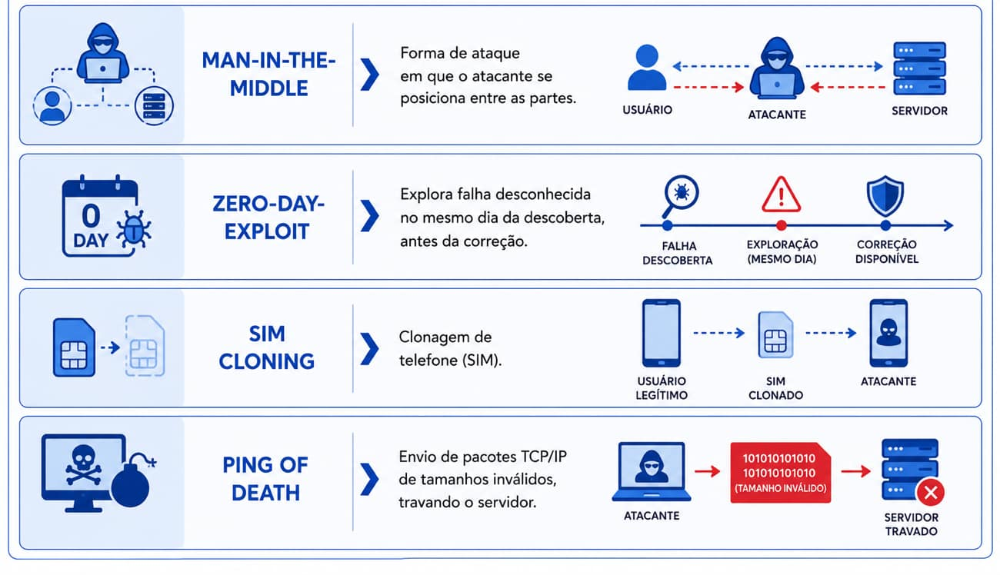 MAN-IN-THE-
MIDDLE
Forma de ataque
em que o atacante se
posiciona entre as partes.
USUÁRIO
ATACANTE
SERVIDOR
0
DAY
ZERO-DAY-
EXPLOIT
Explora falha desconhecida
no mesmo dia da descoberta,
antes da correção.
FALHA
DESCOBERTA
EXPLORAÇÃO
(MESMO DIA)
CORREÇÃO
DISPONÍVEL
SIM
CLONING
Clonagem de
telefone (SIM).
USUÁRIO
LEGÍTIMO
SIM
CLONADO
ATACANTE
PING OF
DEATH
Envio de pacotes TCP/IP
de tamanhos inválidos,
travando o servidor.
ATACANTE
101010101010
101010101010
(TAMANHO INVÁLIDO)
SERVIDOR
TRAVADO